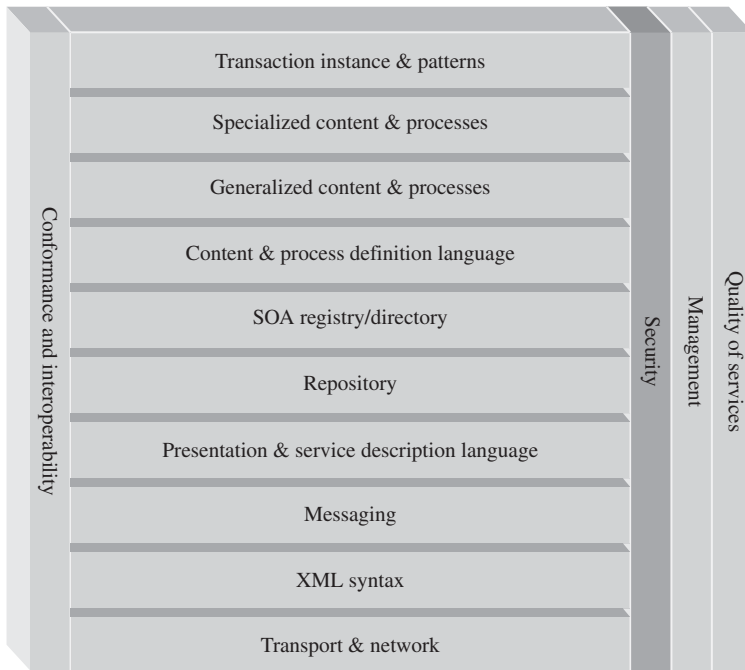 Transaction instance & patterns
Specialized content & processes
Generalized content & processes
Content & process definition language
SOA registry/directory
Repository
Presentation & service description language
Messaging
XML syntax
Transport & network
Conformance and interoperability
Security
Management
Quality of services